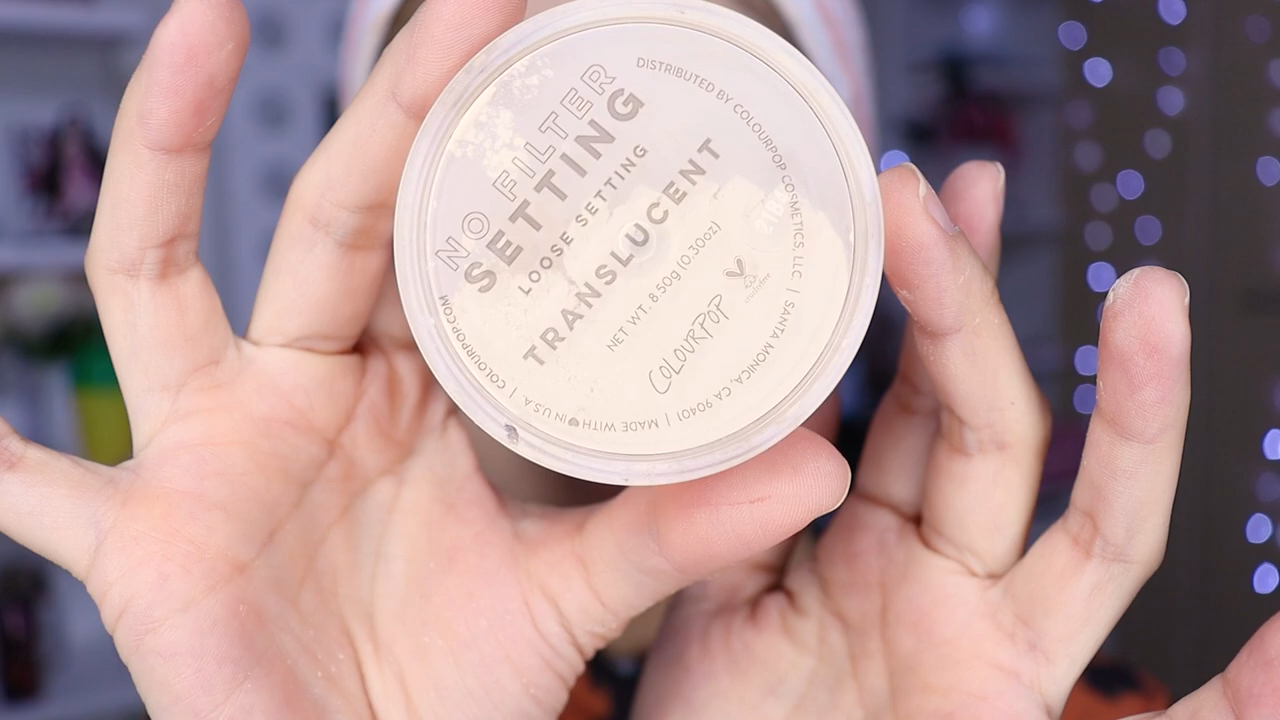 NO FILTER
SETTING
LOOSE SETTING
TRANSLUCENT
NET WT. 8.50g (0.30oz)
COLOURPOP
crueltyfree
DISTRIBUTED BY COLOURPOP COSMETICS, LLC. | SANTA MONICA, CA 90401 | MADE WITH ♥ IN U.S.A. | COLOURPOP.COM